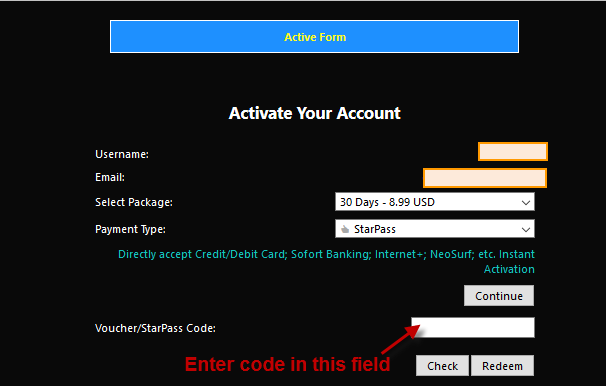 Active Form
Activate Your Account
Username:
Email:
Select Package:
30 Days - 8.99 USD
Payment Type:
StarPass
Directly accept Credit/Debit Card; Sofort Banking; Internet+; NeoSurf; etc. Instant
Activation
Continue
Voucher/StarPass Code:
Enter code in this field
Check
Redeem